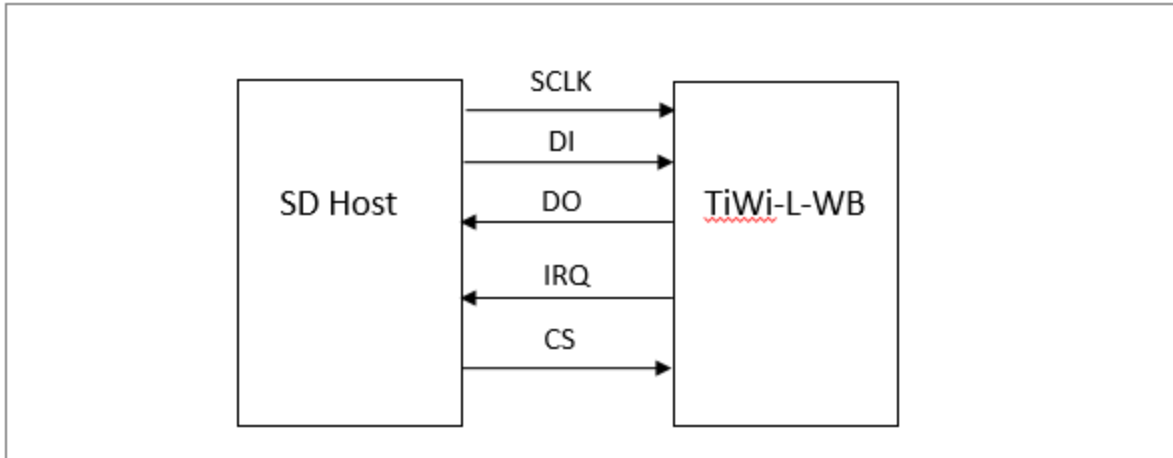 SCLK
DI
SD Host
DO
TiWi-L-WB
IRQ
CS